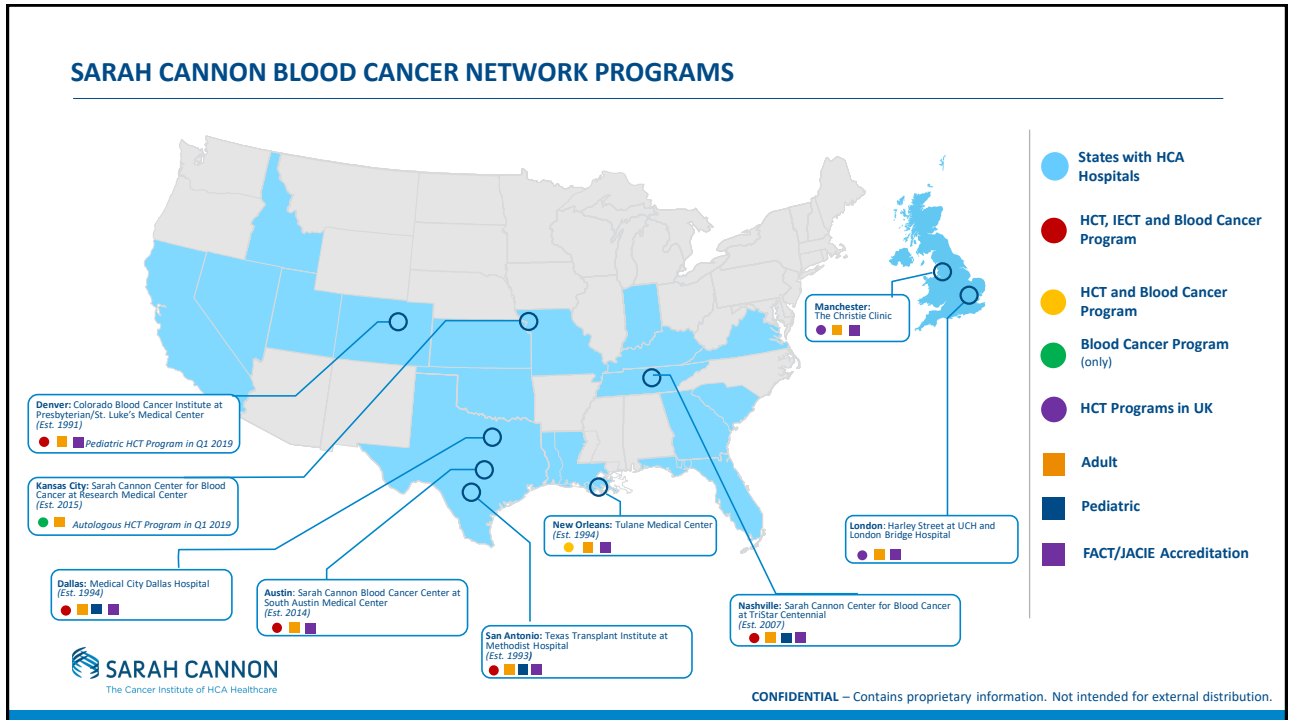 SARAH CANNON BLOOD CANCER NETWORK PROGRAMS
States with HCA
Hospitals
HCT, IECT and Blood Cancer
Program
HCT and Blood Cancer
Program
Blood Cancer Program
(only)
HCT Programs in UK
Adult
Pediatric
FACT/JACIE Accreditation
Manchester:
The Christie Clinic
Denver: Colorado Blood Cancer Institute at
Presbyterian/St. Luke's Medical Center
(Est. 1991)
Pediatric HCT Program in Q1 2019
Kansas City: Sarah Cannon Center for Blood
Cancer at Research Medical Center
(Est. 2015)
Autologous HCT Program in Q1 2019
New Orleans: Tulane Medical Center
(Est. 1994)
London: Harley Street at UCH and
London Bridge Hospital
Dallas: Medical City Dallas Hospital
(Est. 1994)
Austin: Sarah Cannon Blood Cancer Center at
South Austin Medical Center
(Est. 2014)
San Antonio: Texas Transplant Institute at
Methodist Hospital
(Est. 1993)
Nashville: Sarah Cannon Center for Blood Cancer
at TriStar Centennial
(Est. 2007)
SARAH CANNON
The Cancer Institute of HCA Healthcare
CONFIDENTIAL – Contains proprietary information. Not intended for external distribution.